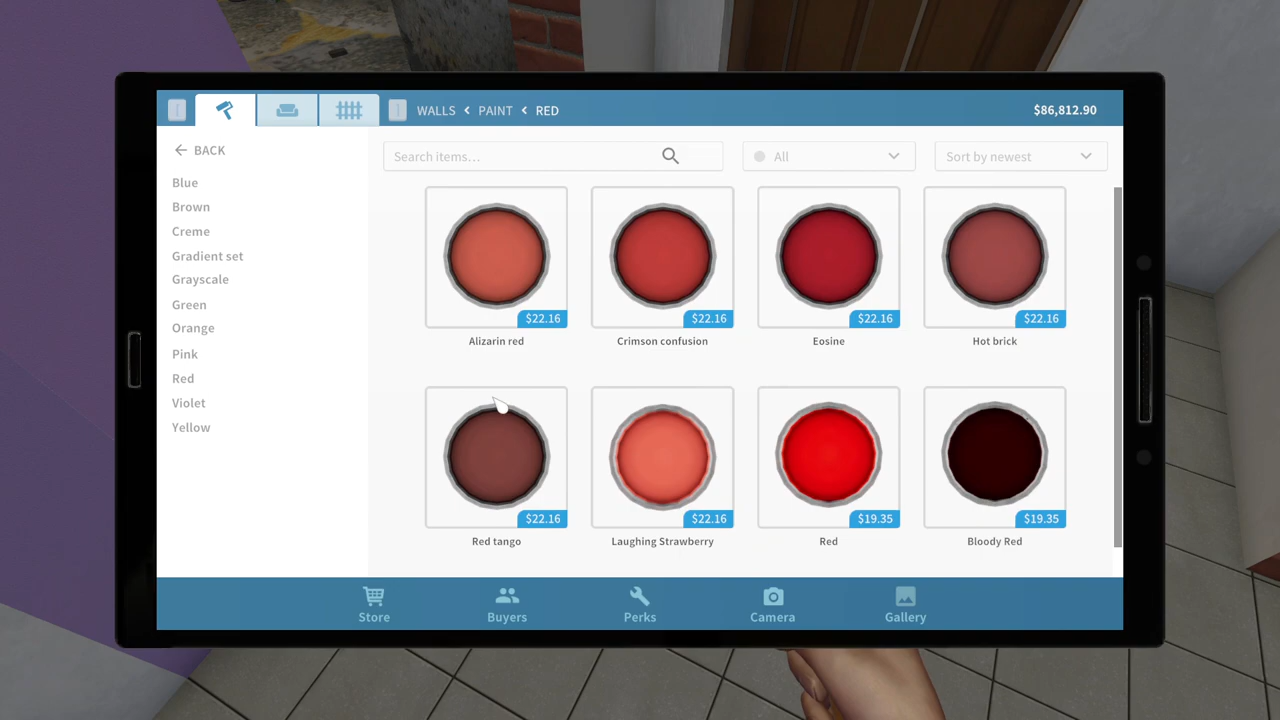 WALLS < PAINT < RED
$86,812.90
BACK
Blue
Brown
Creme
Gradient set
Grayscale
Green
Orange
Pink
Red
Violet
Yellow
Search items...
All
Sort by newest
$22.16 $22.16 $22.16 $22.16
Alizarin red Crimson confusion Eosine Hot brick
$22.16 $22.16 $19.35 $19.35
Red tango Laughing Strawberry Red Bloody Red
Store Buyers Perks Camera Gallery